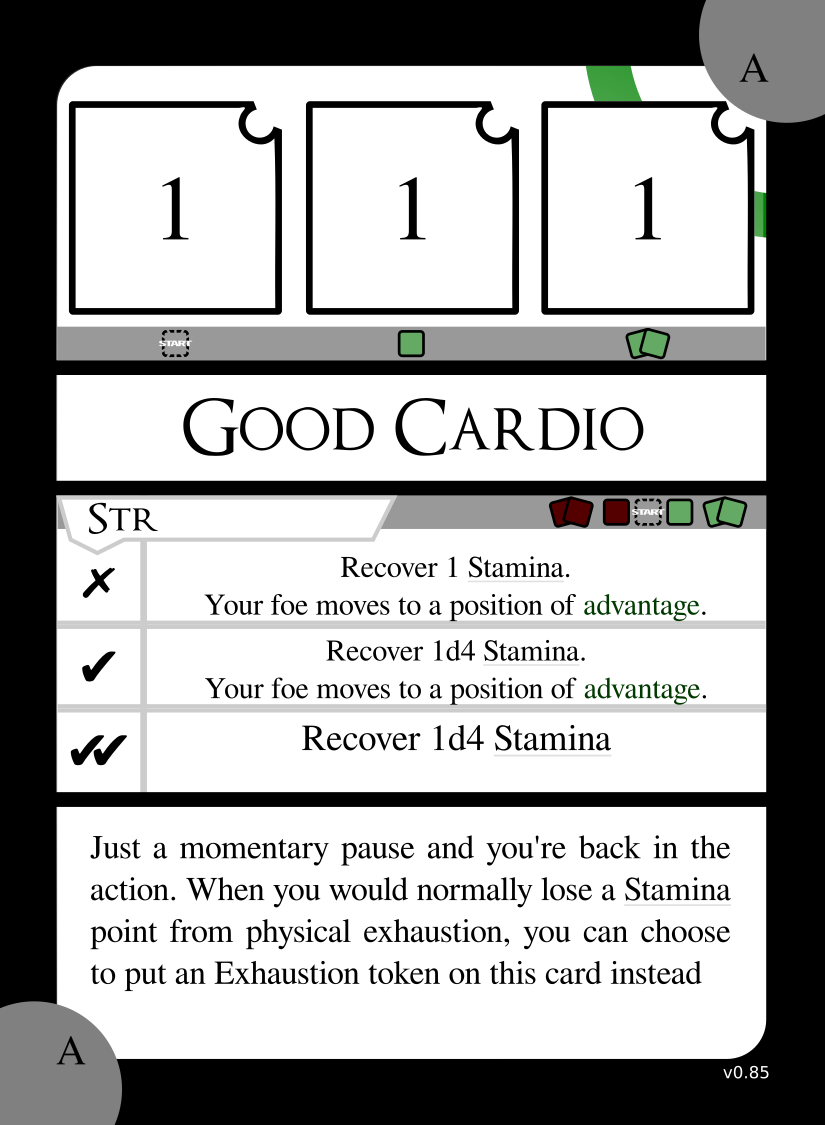 A
1 1 1
START
Good Cardio
Str START
Recover 1 Stamina.
Your foe moves to a position of advantage.
Recover 1d4 Stamina.
Your foe moves to a position of advantage.
Recover 1d4 Stamina
Just a momentary pause and you're back in the
action. When you would normally lose a Stamina
point from physical exhaustion, you can choose
to put an Exhaustion token on this card instead
A
v0.85